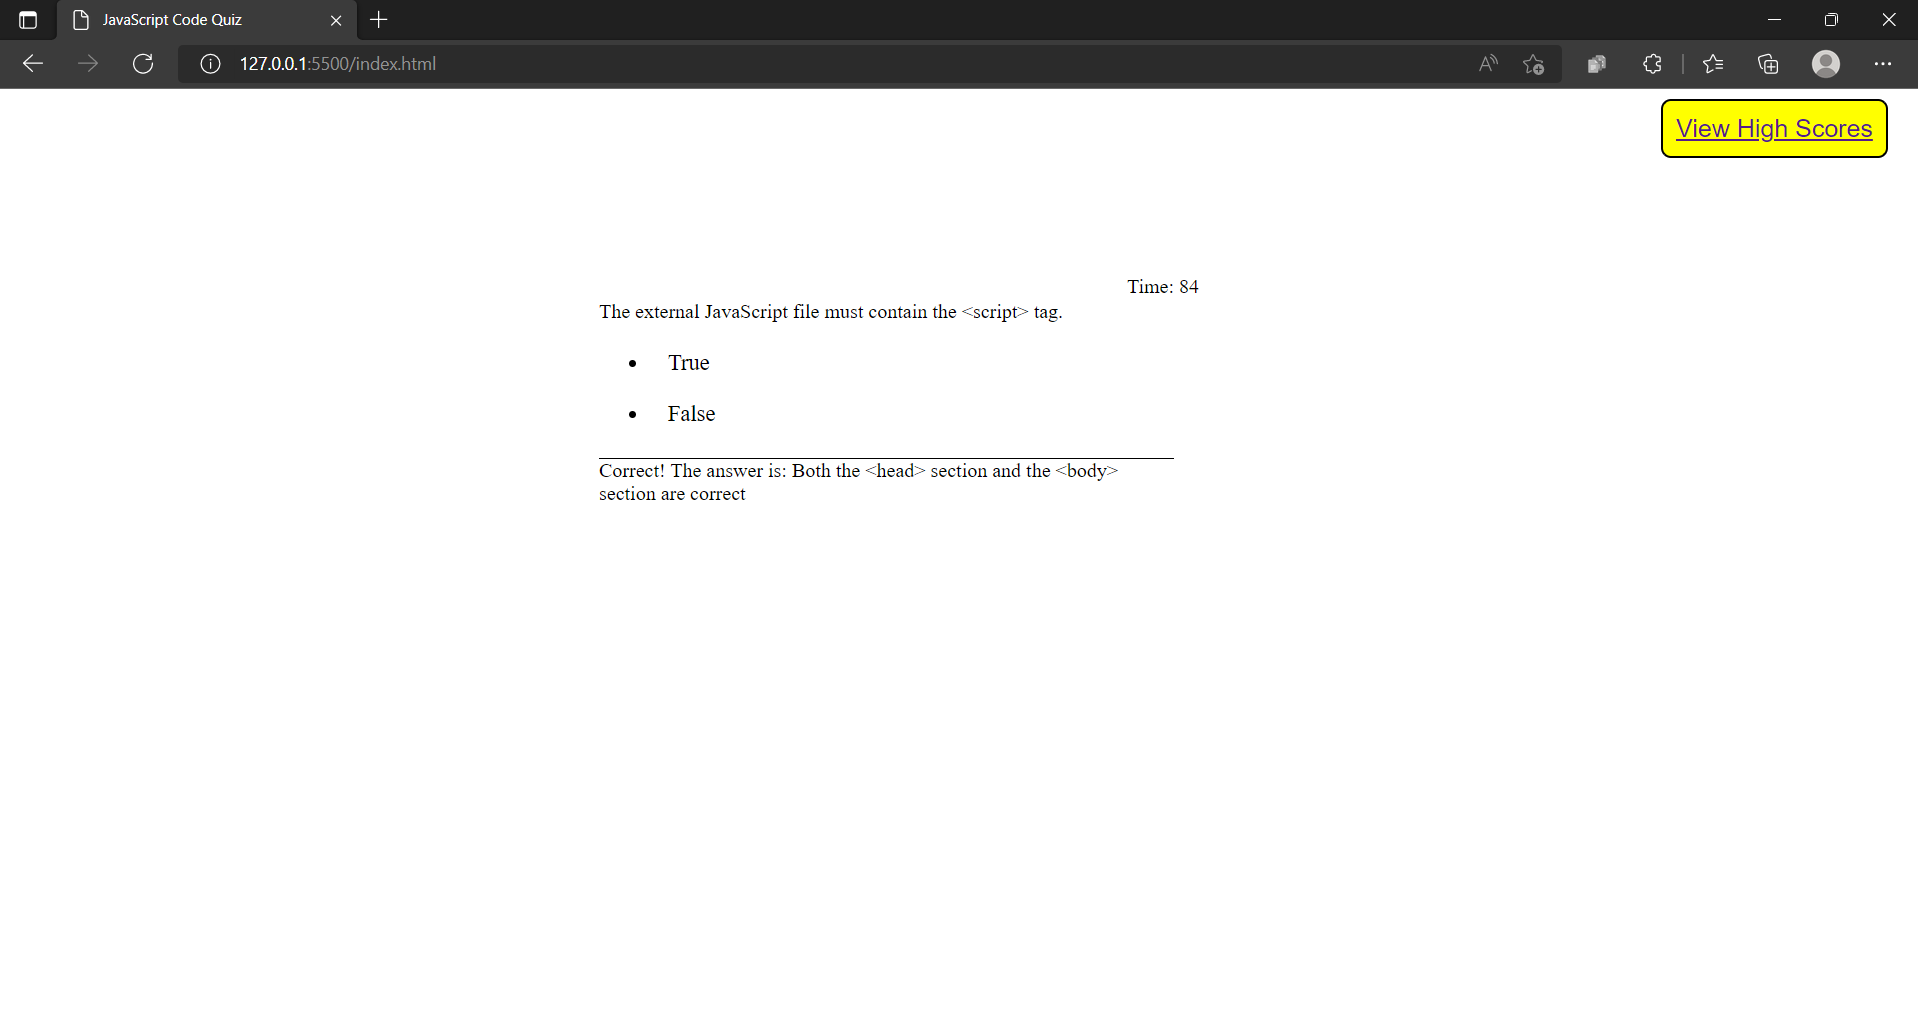 JavaScript Code Quiz
127.0.0.1:5500/index.html
View High Scores
Time: 84
The external JavaScript file must contain the <script> tag.
True
False
Correct! The answer is: Both the <head> section and the <body>
section are correct